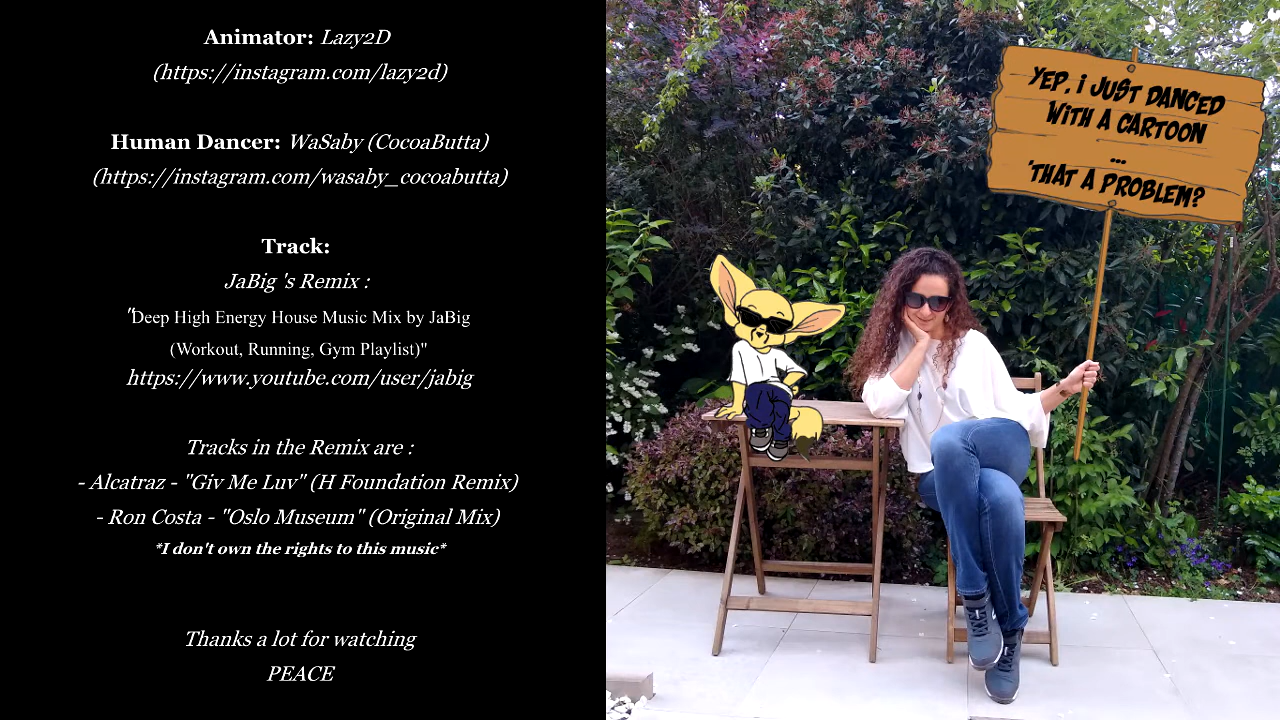 Animator: Lazy2D
(https://instagram.com/lazy2d)
Human Dancer: WaSaby (CocoaButta)
(https://instagram.com/wasaby_cocoabutta)
Track:
JaBig 's Remix :
"Deep High Energy House Music Mix by JaBig
(Workout, Running, Gym Playlist)"
https://www.youtube.com/user/jabig
Tracks in the Remix are :
- Alcatraz - "Giv Me Luv" (H Foundation Remix)
- Ron Costa - "Oslo Museum" (Original Mix)
*I don't own the rights to this music*
Thanks a lot for watching
PEACE
YEP, i JUST DANCED
WITH A CARTOON
...
'THAT A PROBLEM?